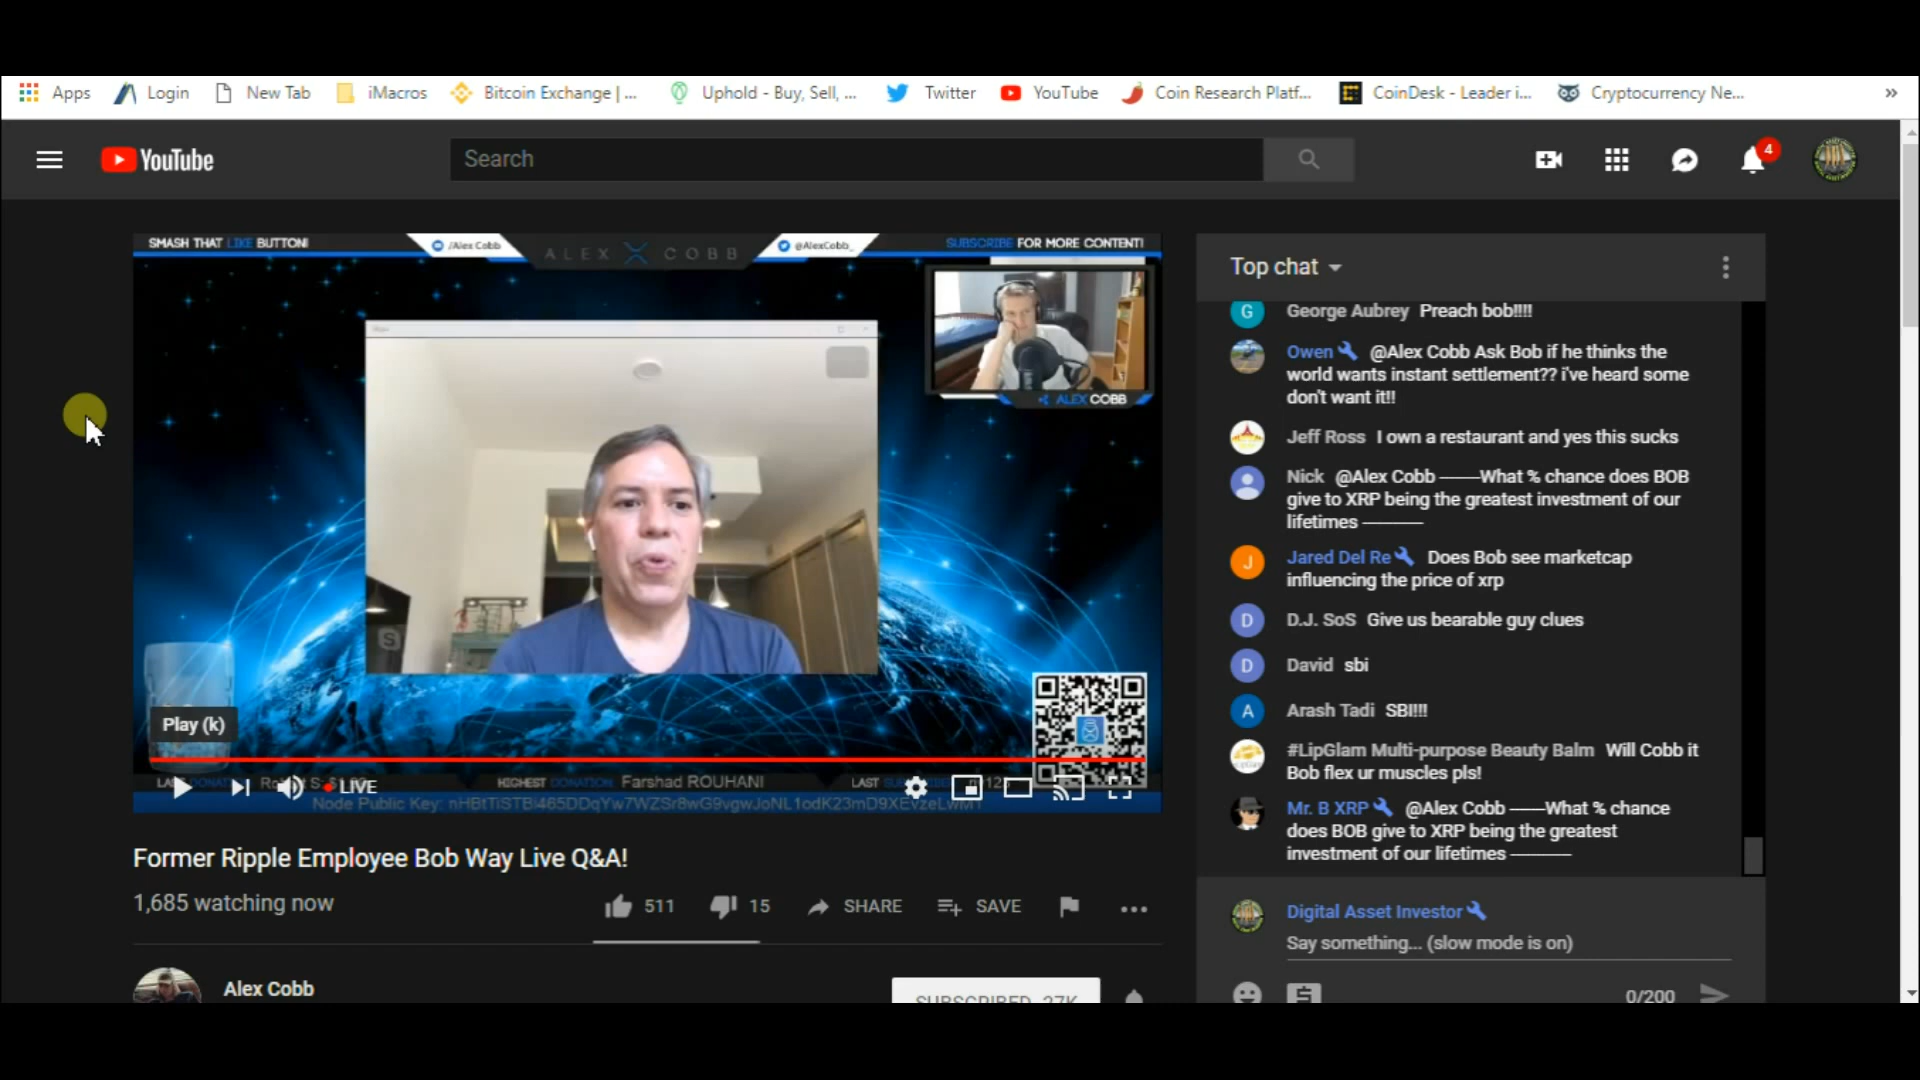 Apps Login New Tab iMacros Bitcoin Exchange | ... Uphold - Buy, Sell, ... Twitter YouTube Coin Research Platf... CoinDesk - Leader i... Cryptocurrency Ne... »
YouTube Search 4
SMASH THAT LIKE BUTTON! /Alex Cobb ALEX X COBB @AlexCobb_ SUBSCRIBE FOR MORE CONTENT!
ALEX COBB
Play (k)
HIGHEST DONATION: Farshad ROUHANI LAST
LIVE
Node Public Key:
Former Ripple Employee Bob Way Live Q&A!
1,685 watching now 511 15 SHARE SAVE
Alex Cobb
SUBSCRIBED 27K
Top chat
George Aubrey Preach bob!!!!
Owen @Alex Cobb Ask Bob if he thinks the
world wants instant settlement?? i've heard some
don't want it!!
Jeff Ross I own a restaurant and yes this sucks
Nick @Alex Cobb -------What % chance does BOB
give to XRP being the greatest investment of our
lifetimes -----------
Jared Del Re Does Bob see marketcap
influencing the price of xrp
D.J. SoS Give us bearable guy clues
David sbi
Arash Tadi SBI!!!
#LipGlam Multi-purpose Beauty Balm Will Cobb it
Bob flex ur muscles pls!
Mr. B XRP @Alex Cobb ------What % chance
does BOB give to XRP being the greatest
investment of our lifetimes -----------
Digital Asset Investor
Say something... (slow mode is on)
0/200